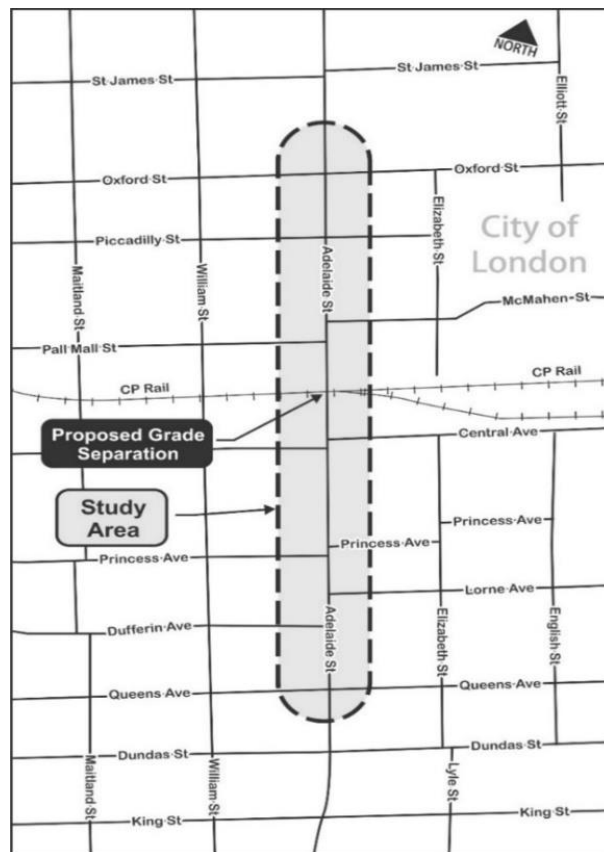 NORTH
St James St
St James St
Elliott St
Oxford St
Oxford St
Elizabeth St
City of
London
Piccadilly St
Adelaide St
Maitland St
William St
McMahen St
Pall Mall St
CP Rail
CP Rail
Proposed Grade
Separation
Central Ave
Study
Area
Princess Ave
Princess Ave
Princess Ave
Lorne Ave
Dufferin Ave
Adelaide St
Elizabeth St
English St
Queens Ave
Queens Ave
Dundas St
Dundas St
Maitland St
William St
Lyle St
King St
King St